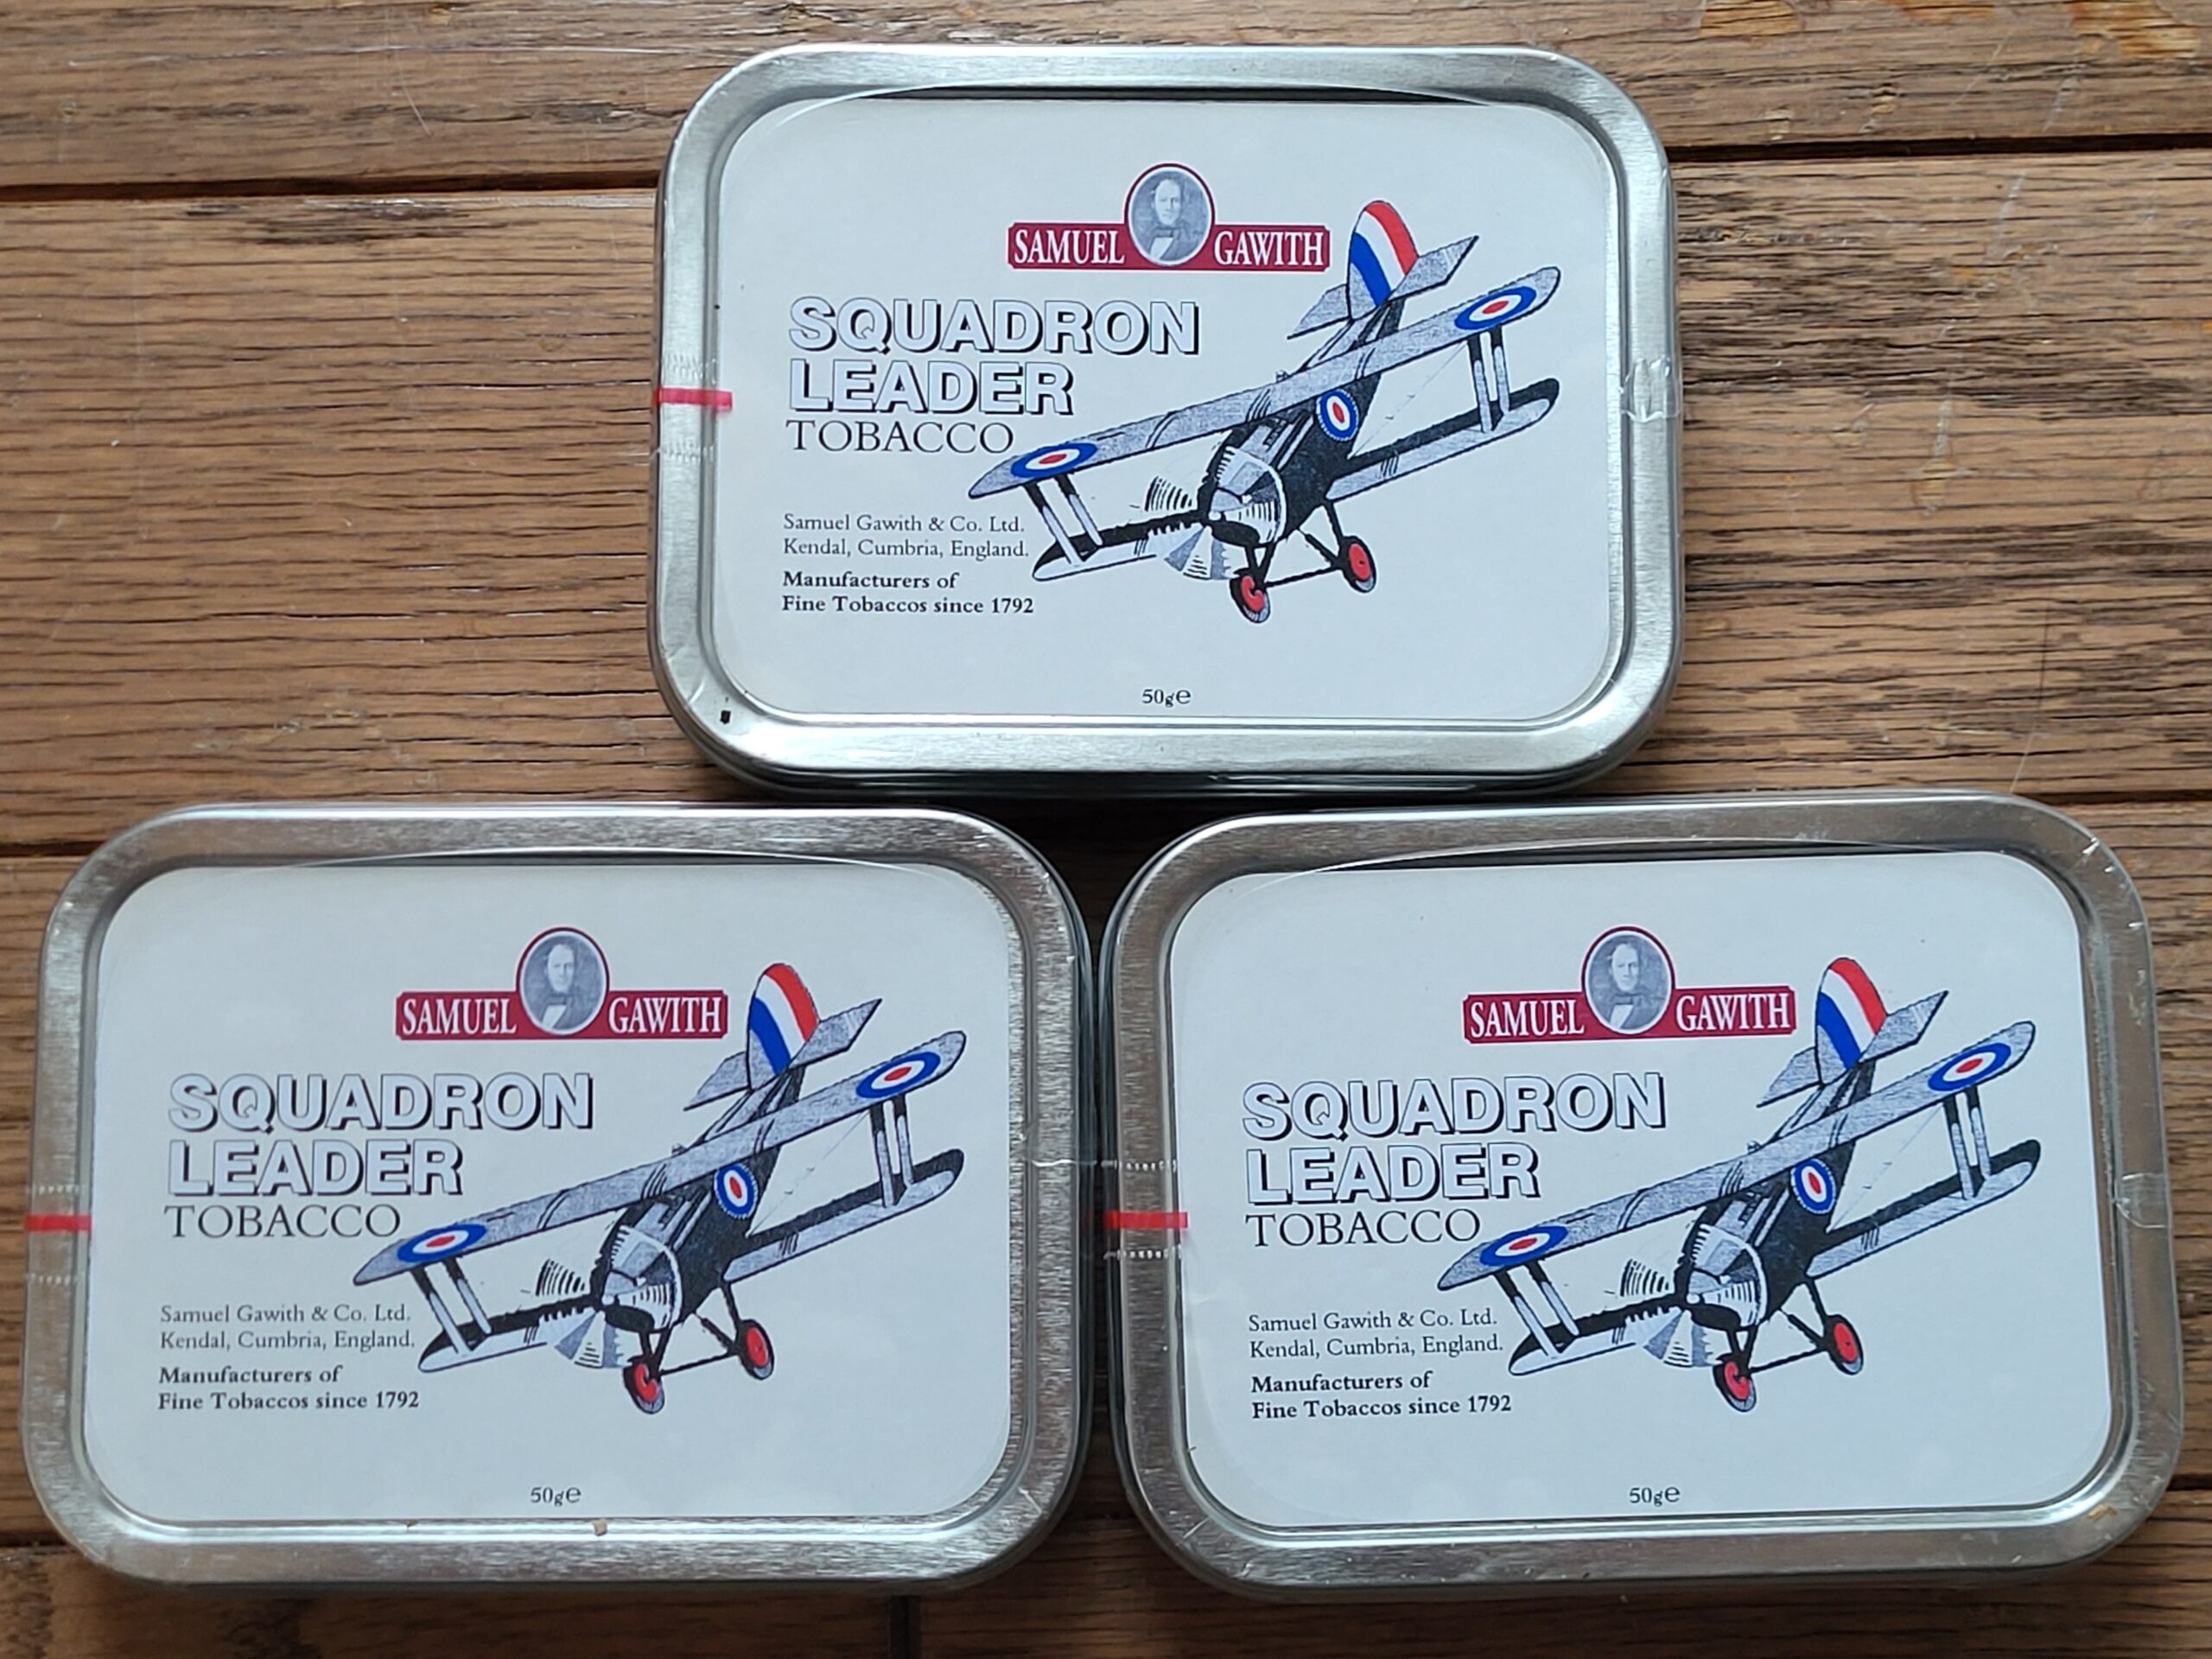 SAMUEL GAWITH
SQUADRON
LEADER
TOBACCO
Samuel Gawith & Co. Ltd.
Kendal, Cumbria, England.
Manufacturers of
Fine Tobaccos since 1792
50g℮
SAMUEL GAWITH
SQUADRON
LEADER
TOBACCO
Samuel Gawith & Co. Ltd.
Kendal, Cumbria, England.
Manufacturers of
Fine Tobaccos since 1792
50g℮
SAMUEL GAWITH
SQUADRON
LEADER
TOBACCO
Samuel Gawith & Co. Ltd.
Kendal, Cumbria, England.
Manufacturers of
Fine Tobaccos since 1792
50g℮